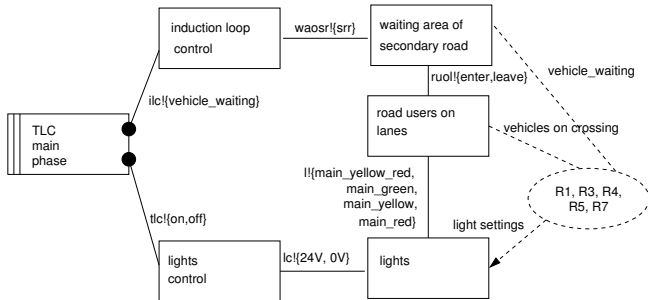 induction loop
control
waosr!{srr}
waiting area of
secondary road
vehicle_waiting
ruol!{enter,leave}
ilc!{vehicle_waiting}
road users on
lanes
vehicles on crossing
TLC
main
phase
l!{main_yellow_red,
main_green,
main_yellow,
main_red}
R1, R3, R4,
R5, R7
tlc!{on,off}
light settings
lights
control
lc!{24V, 0V}
lights